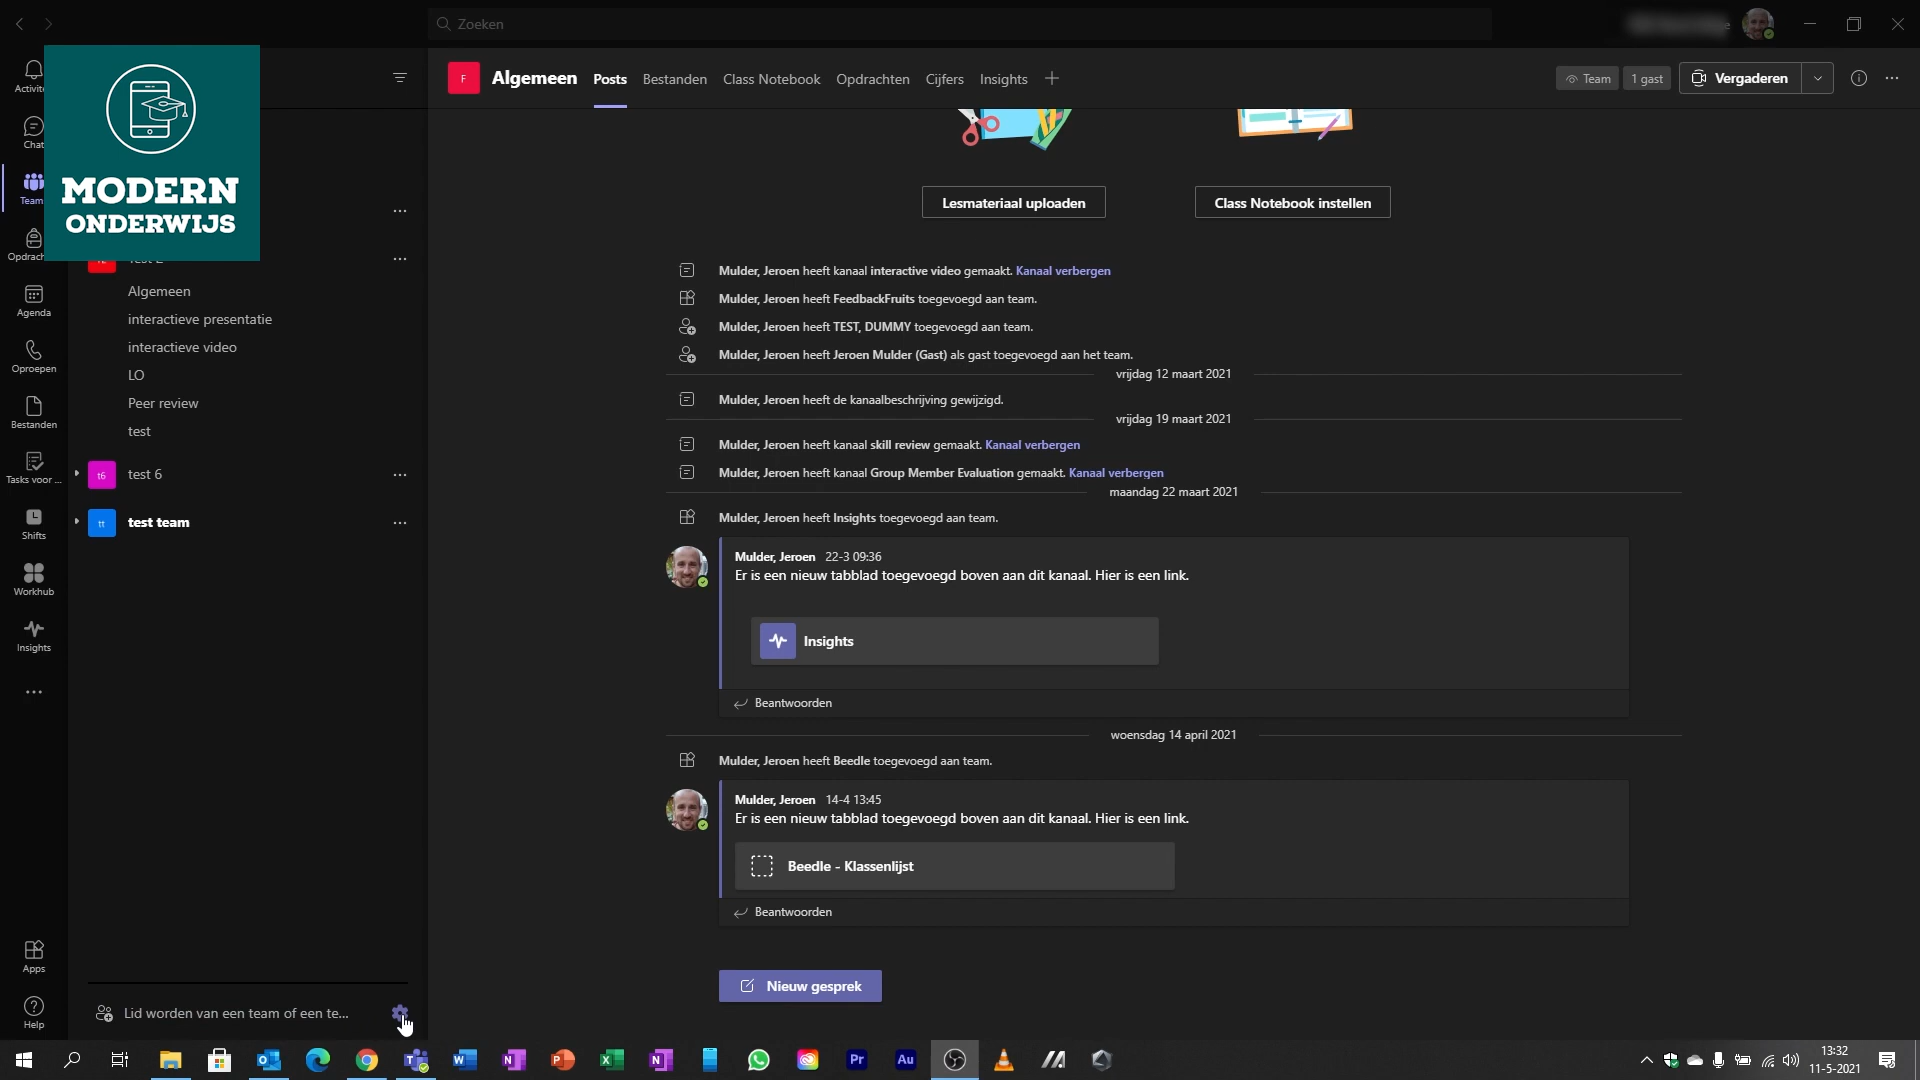 Zoeken
Activite
Chat
Team
Opdrach
Agenda
Oproepen
Bestanden
Tasks voor ...
Shifts
Workhub
Insights
Apps
Help
MODERN
ONDERWIJS
Algemeen
interactieve presentatie
interactieve video
LO
Peer review
test
t6 test 6
tt test team
Lid worden van een team of een te...
F Algemeen Posts Bestanden Class Notebook Opdrachten Cijfers Insights
Team 1 gast Vergaderen
Lesmateriaal uploaden Class Notebook instellen
Mulder, Jeroen heeft kanaal interactive video gemaakt. Kanaal verbergen
Mulder, Jeroen heeft FeedbackFruits toegevoegd aan team.
Mulder, Jeroen heeft TEST, DUMMY toegevoegd aan team.
Mulder, Jeroen heeft Jeroen Mulder (Gast) als gast toegevoegd aan het team.
vrijdag 12 maart 2021
Mulder, Jeroen heeft de kanaalbeschrijving gewijzigd.
vrijdag 19 maart 2021
Mulder, Jeroen heeft kanaal skill review gemaakt. Kanaal verbergen
Mulder, Jeroen heeft kanaal Group Member Evaluation gemaakt. Kanaal verbergen
maandag 22 maart 2021
Mulder, Jeroen heeft Insights toegevoegd aan team.
Mulder, Jeroen 22-3 09:36
Er is een nieuw tabblad toegevoegd boven aan dit kanaal. Hier is een link.
Insights
Beantwoorden
woensdag 14 april 2021
Mulder, Jeroen heeft Beedle toegevoegd aan team.
Mulder, Jeroen 14-4 13:45
Er is een nieuw tabblad toegevoegd boven aan dit kanaal. Hier is een link.
Beedle - Klassenlijst
Beantwoorden
Nieuw gesprek
13:32
11-5-2021